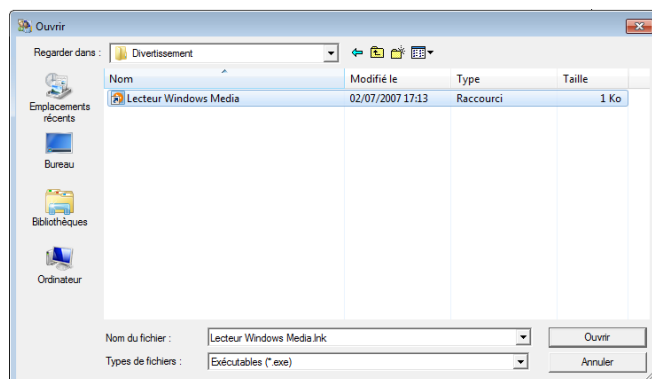 Ouvrir
Regarder dans :
Divertissement
Nom
Modifié le
Type
Taille
Lecteur Windows Media
02/07/2007 17:13
Raccourci
1 Ko
Emplacements
récents
Bureau
Bibliothèques
Ordinateur
Nom du fichier :
Lecteur Windows Media.lnk
Ouvrir
Types de fichiers :
Exécutables (*.exe)
Annuler